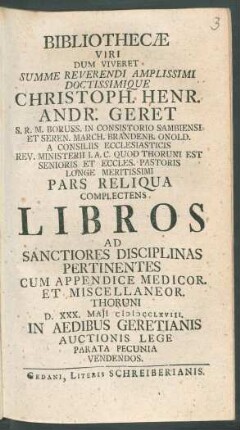 3
BIBLIOTHECÆ
VIRI
DUM VIVERET
SUMME REVERENDI AMPLISSIMI
DOCTISSIMIQUE
CHRISTOPH. HENR.
ANDR. GERET
S. R. M. BORUSS. IN CONSISTORIO SAMBIENSI
ET SEREN. MARCH. BRANDENB. ONOLD.
A CONSILIIS ECCLESIASTICIS
REV. MINISTERII I. A. C. QUOD THORUNI EST
SENIORIS ET ECCLES. PASTORIS
LONGE MERITISSIMI
PARS RELIQUA
COMPLECTENS
LIBROS
AD
SANCTIORES DISCIPLINAS
PERTINENTES
CUM APPENDICE MEDICOR.
ET MISCELLANEOR.
THORUNI
D. XXX. MAJI CIƆIƆCCLXVIII.
IN AEDIBUS GERETIANIS
AUCTIONIS LEGE
PARATA PECUNIA
VENDENDOS.
GEDANI, LITERIS SCHREIBERIANIS.